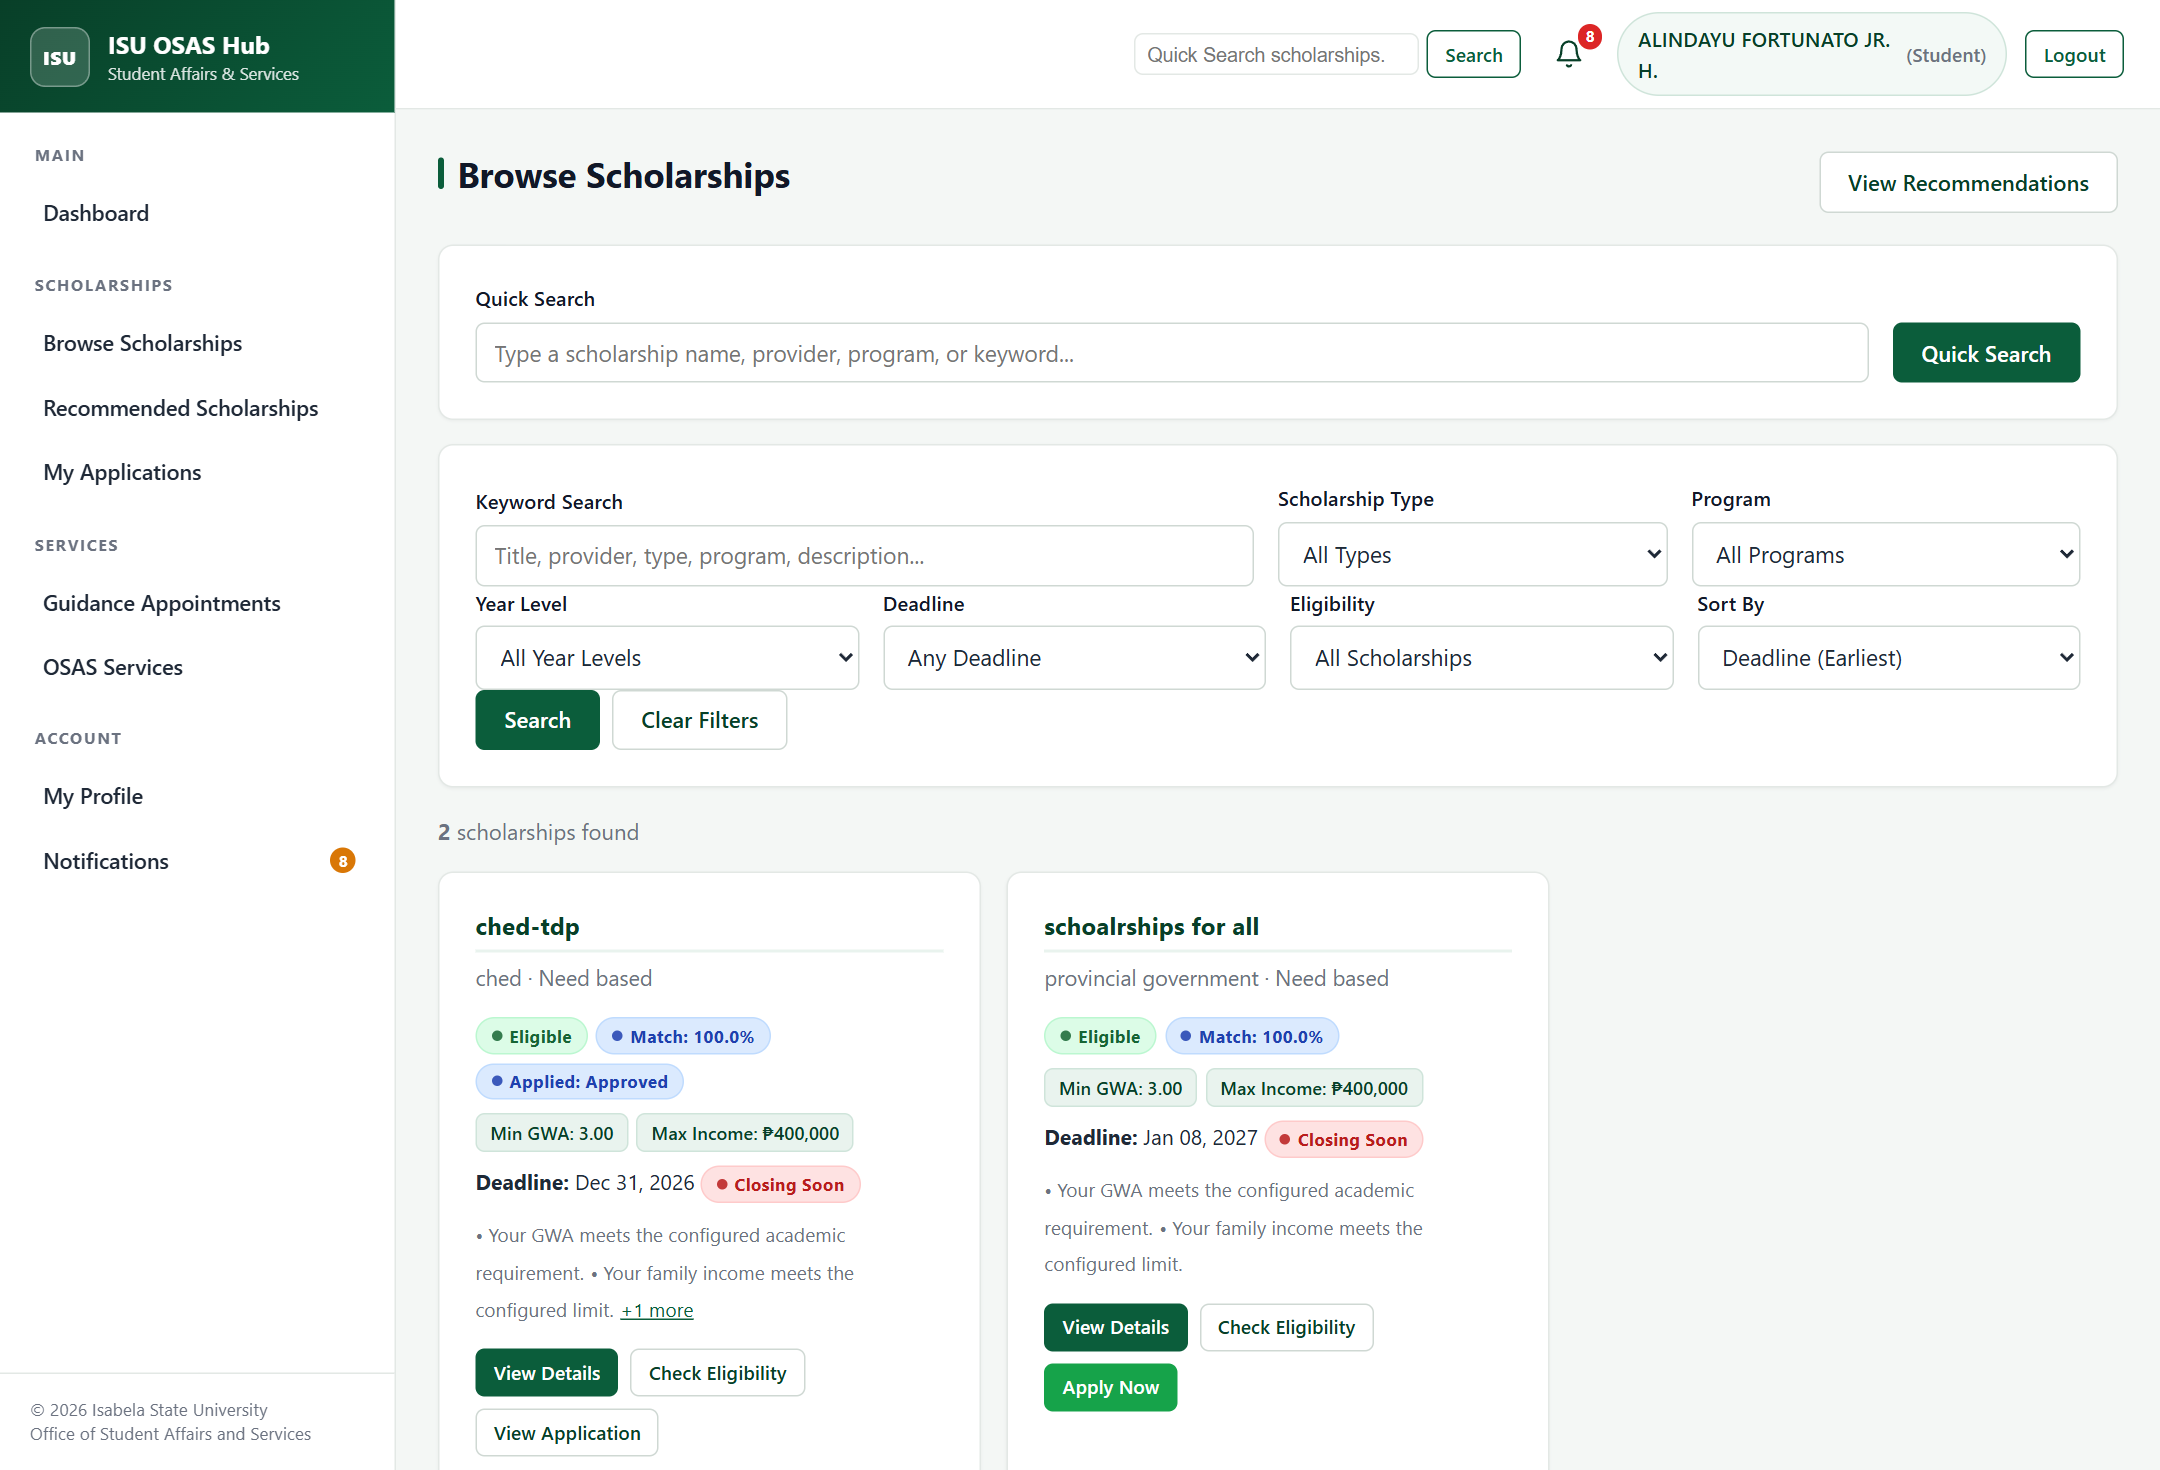 ISU
ISU OSAS Hub
Student Affairs & Services
Quick Search scholarships.
Search
8
ALINDAYU FORTUNATO JR. H.
(Student)
Logout
MAIN
Dashboard
SCHOLARSHIPS
Browse Scholarships
Recommended Scholarships
My Applications
SERVICES
Guidance Appointments
OSAS Services
ACCOUNT
My Profile
Notifications
8
© 2026 Isabela State University
Office of Student Affairs and Services
Browse Scholarships
View Recommendations
Quick Search
Type a scholarship name, provider, program, or keyword...
Quick Search
Keyword Search
Title, provider, type, program, description...
Scholarship Type
All Types
Program
All Programs
Year Level
All Year Levels
Deadline
Any Deadline
Eligibility
All Scholarships
Sort By
Deadline (Earliest)
Search
Clear Filters
2 scholarships found
ched-tdp
ched · Need based
Eligible
Match: 100.0%
Applied: Approved
Min GWA: 3.00
Max Income: ₱400,000
Deadline: Dec 31, 2026
Closing Soon
• Your GWA meets the configured academic
requirement. • Your family income meets the
configured limit. +1 more
View Details
Check Eligibility
View Application
schoalrships for all
provincial government · Need based
Eligible
Match: 100.0%
Min GWA: 3.00
Max Income: ₱400,000
Deadline: Jan 08, 2027
Closing Soon
• Your GWA meets the configured academic
requirement. • Your family income meets the
configured limit.
View Details
Check Eligibility
Apply Now